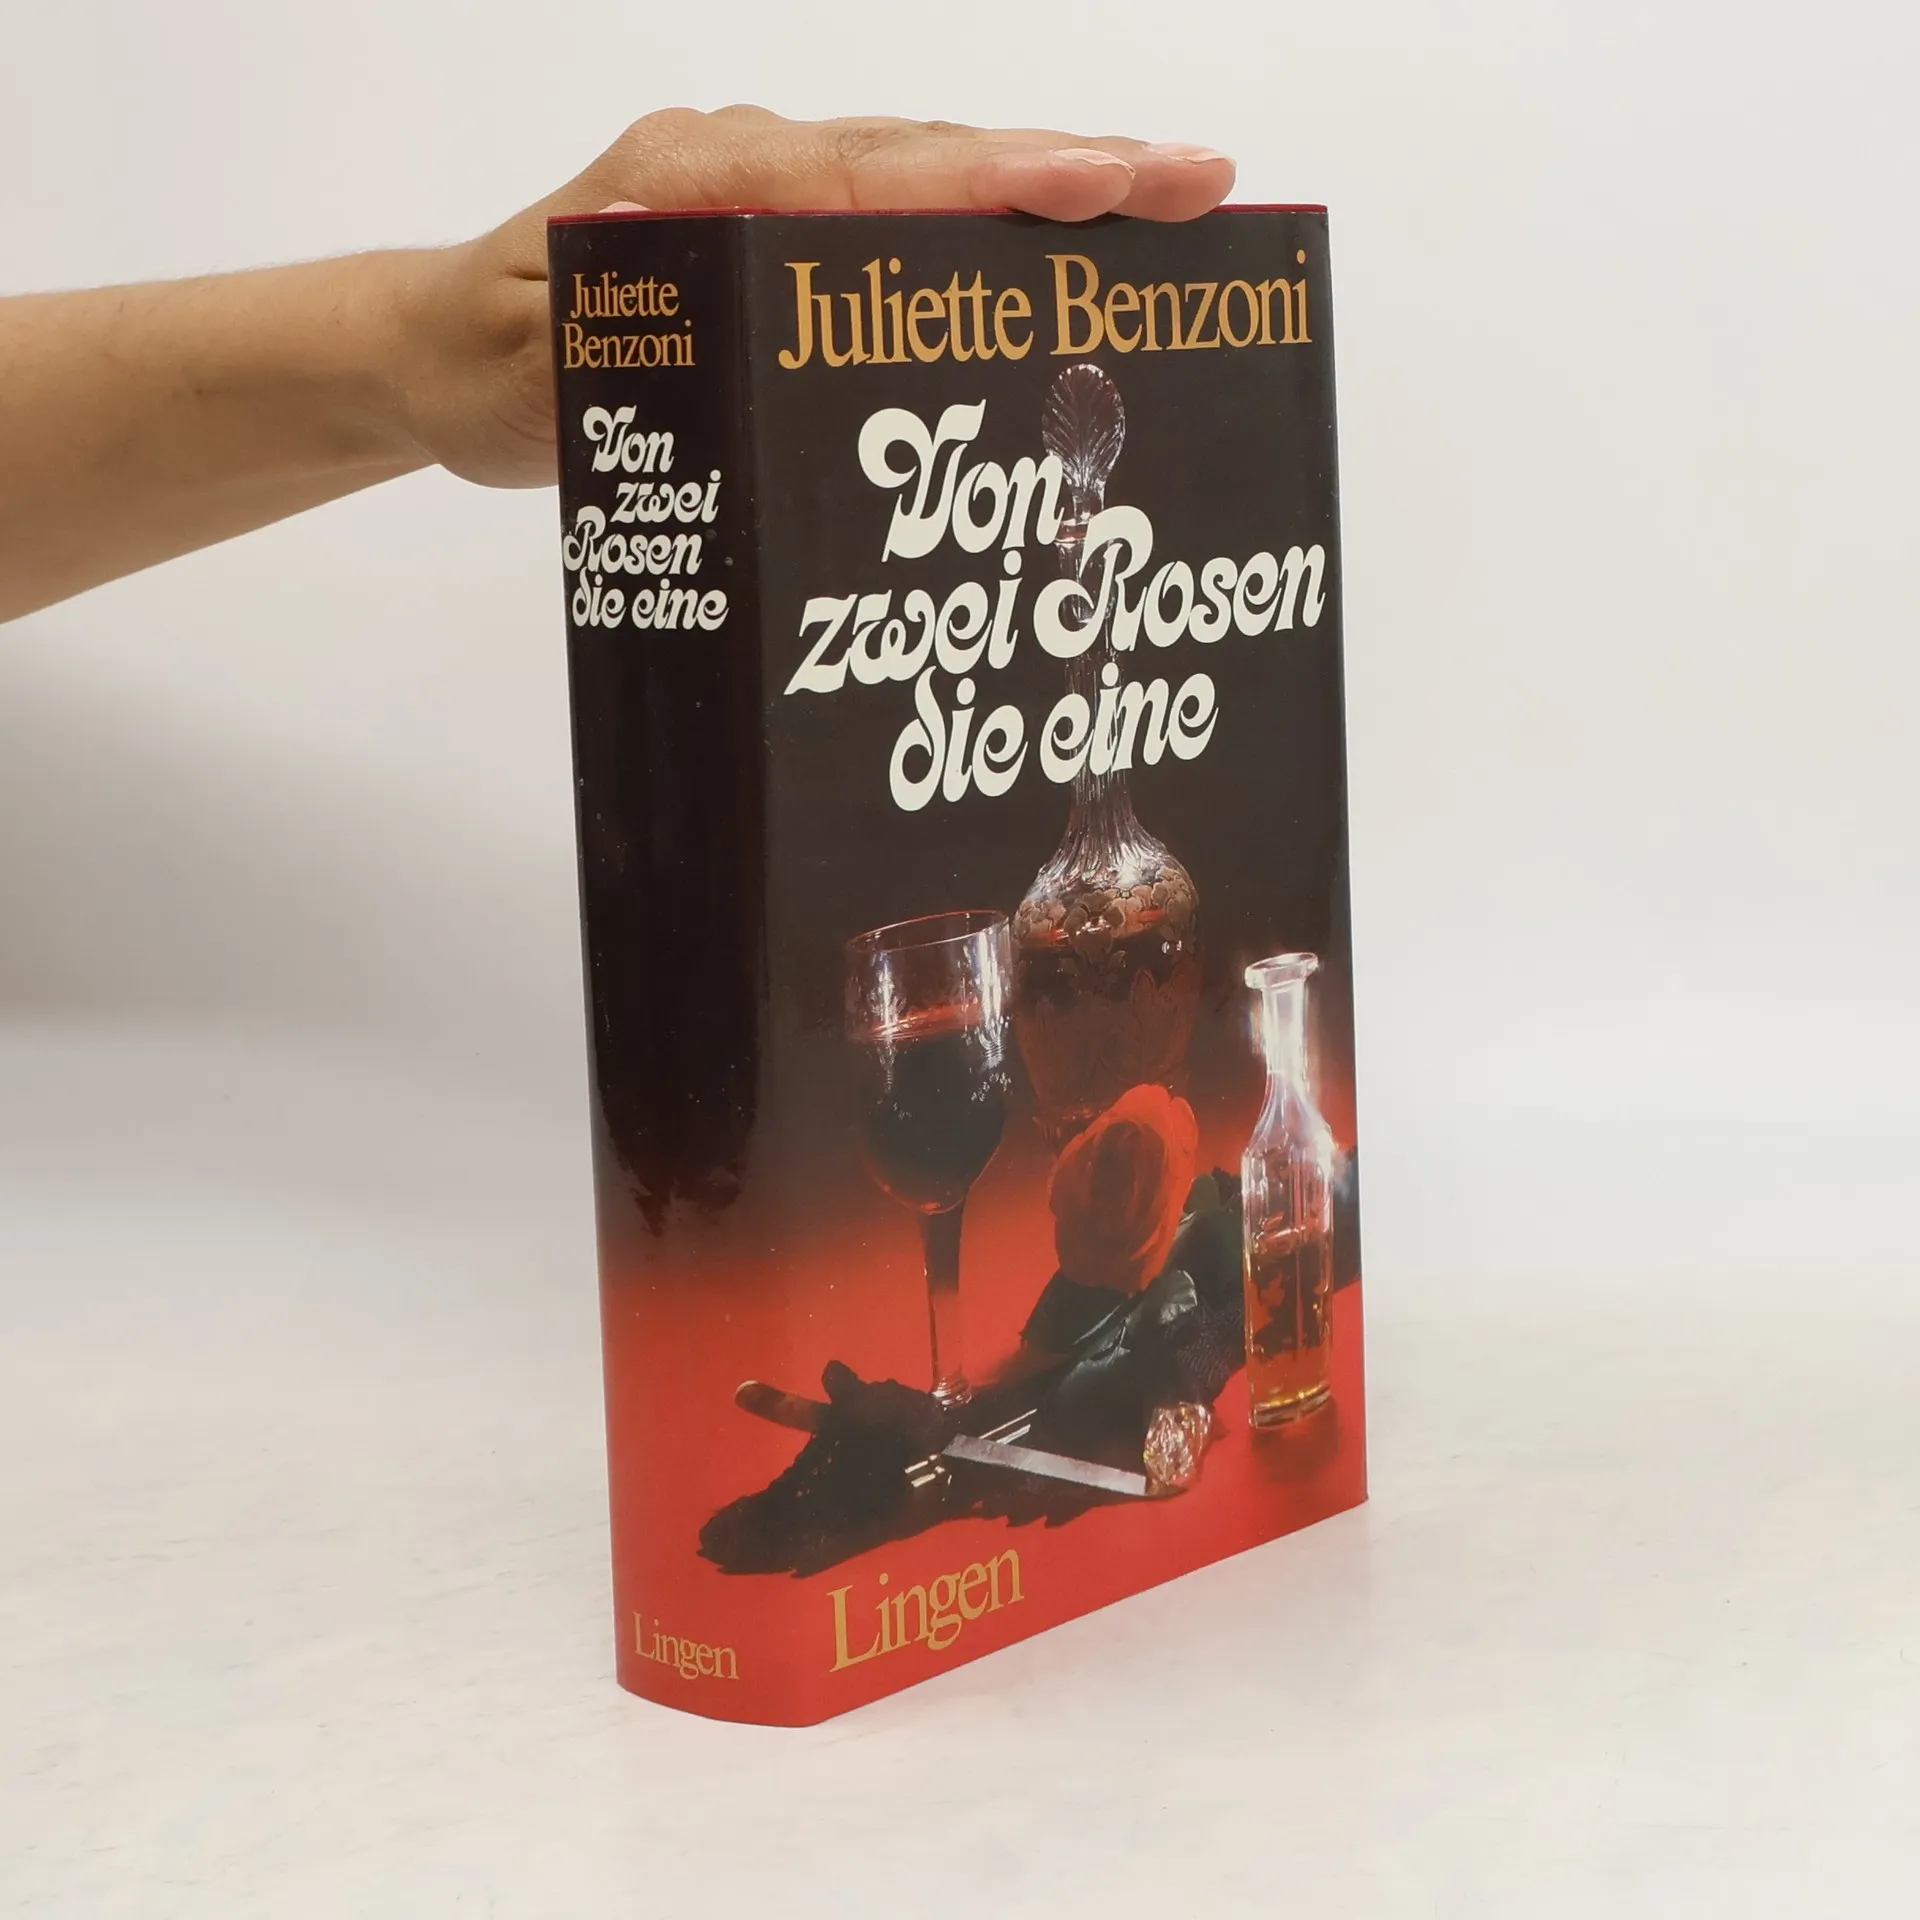 Juliette
Benzoni
Von
zwei
Rosen
die eine
Lingen
Juliette Benzoni
Von
zwei Rosen
die eine
Lingen